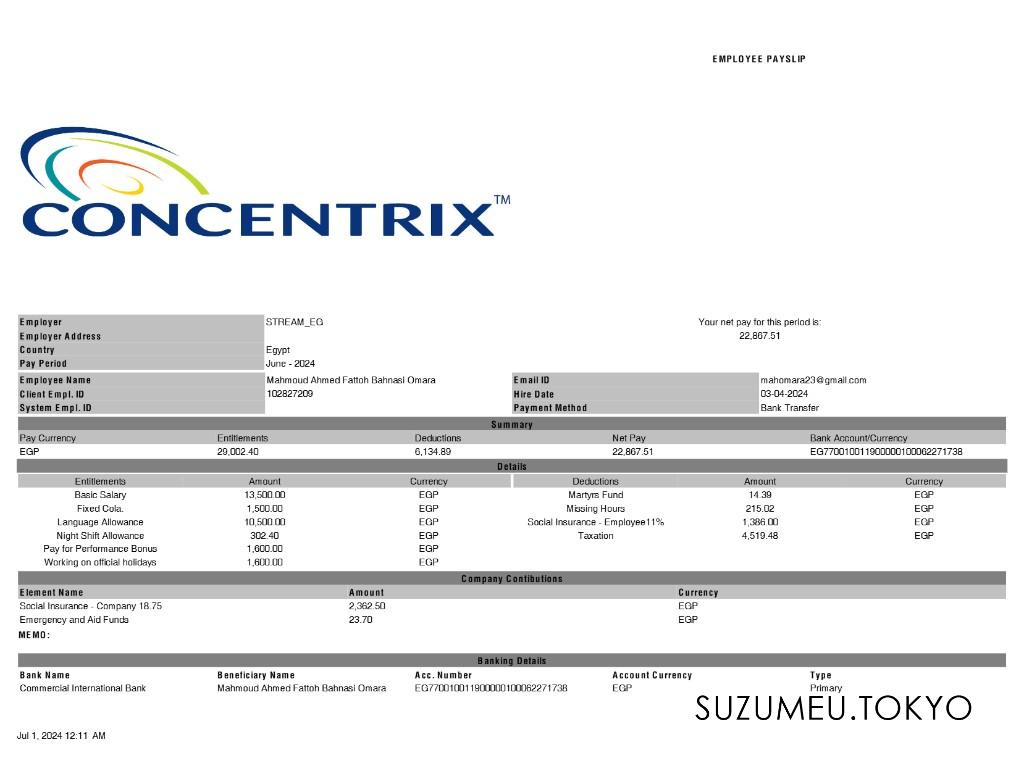 EMPLOYEE PAYSLIP
CONCENTRIX™
Employer STREAM_EG Your net pay for this period is:
Employer Address 22,867.51
Country Egypt
Pay Period June - 2024
Employee Name Mahmoud Ahmed Fattoh Bahnasi Omara Email ID mahomara23@gmail.com
Client Empl. ID 102827209 Hire Date 03-04-2024
System Empl. ID Payment Method Bank Transfer
Summary
Pay Currency Entitlements Deductions Net Pay Bank Account/Currency
EGP 29,002.40 6,134.89 22,867.51 EG770010011900000100062271738
Details
Entitlements Amount Currency Deductions Amount Currency
Basic Salary 13,500.00 EGP Martyrs Fund 14.39 EGP
Fixed Cola. 1,500.00 EGP Missing Hours 215.02 EGP
Language Allowance 10,500.00 EGP Social Insurance - Employee11% 1,386.00 EGP
Night Shift Allowance 302.40 EGP Taxation 4,519.48 EGP
Pay for Performance Bonus 1,600.00 EGP
Working on official holidays 1,600.00 EGP
Company Contibutions
Element Name Amount Currency
Social Insurance - Company 18.75 2,362.50 EGP
Emergency and Aid Funds 23.70 EGP
MEMO:
Banking Details
Bank Name Beneficiary Name Acc. Number Account Currency Type
Commercial International Bank Mahmoud Ahmed Fattoh Bahnasi Omara EG770010011900000100062271738 EGP Primary
SUZUMEU.TOKYO
Jul 1, 2024 12:11 AM